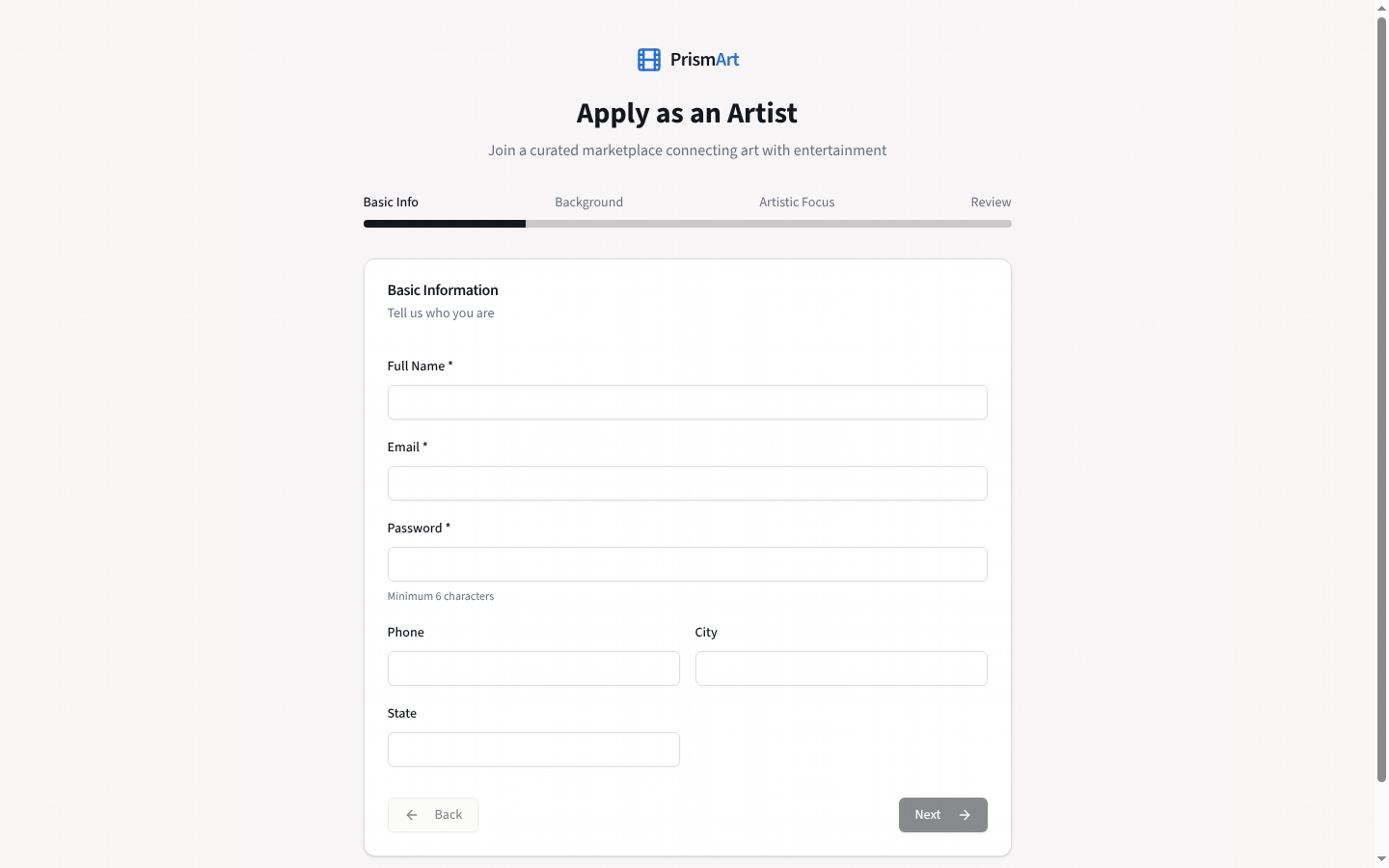 PrismArt
Apply as an Artist
Join a curated marketplace connecting art with entertainment
Basic Info Background Artistic Focus Review
Basic Information
Tell us who you are
Full Name *
Email *
Password *
Minimum 6 characters
Phone City
State
Back Next